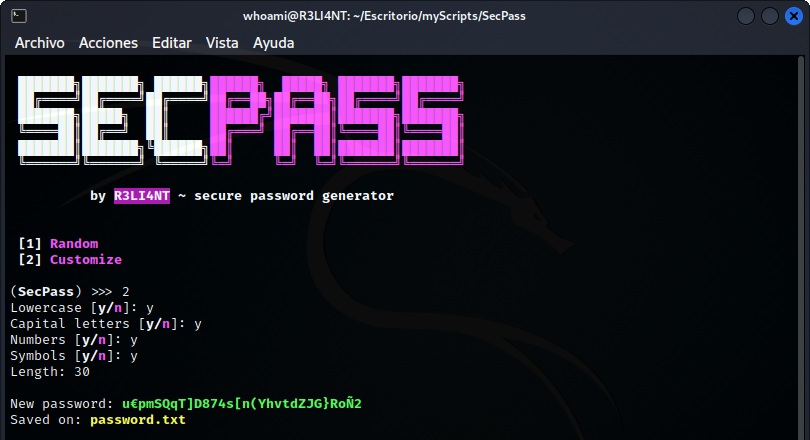 whoami@R3LI4NT: ~/Escritorio/myScripts/SecPass
Archivo Acciones Editar Vista Ayuda
SECPASS
by R3LI4NT ~ secure password generator
[1] Random
[2] Customize
(SecPass) >>> 2
Lowercase [y/n]: y
Capital letters [y/n]: y
Numbers [y/n]: y
Symbols [y/n]: y
Length: 30
New password: u€pmSQqT]D874s[n(YhvtdZJG}RoÑ2
Saved on: password.txt